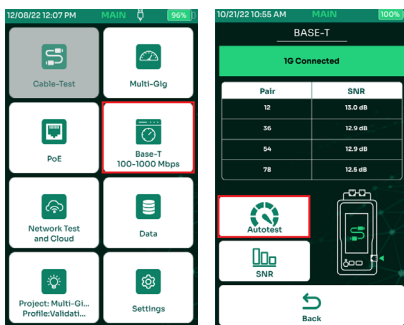 12/08/22 12:07 PM MAIN 96%
Cable-Test
Multi-Gig
PoE
Base-T
100-1000 Mbps
Network Test
and Cloud
Data
Project: Multi-Gi...
Profile:Validati...
Settings
10/21/22 10:55 AM MAIN 100%
BASE-T
1G Connected
Pair SNR
12 13.0 dB
36 12.9 dB
54 12.9 dB
78 12.5 dB
Autotest
SNR
Back